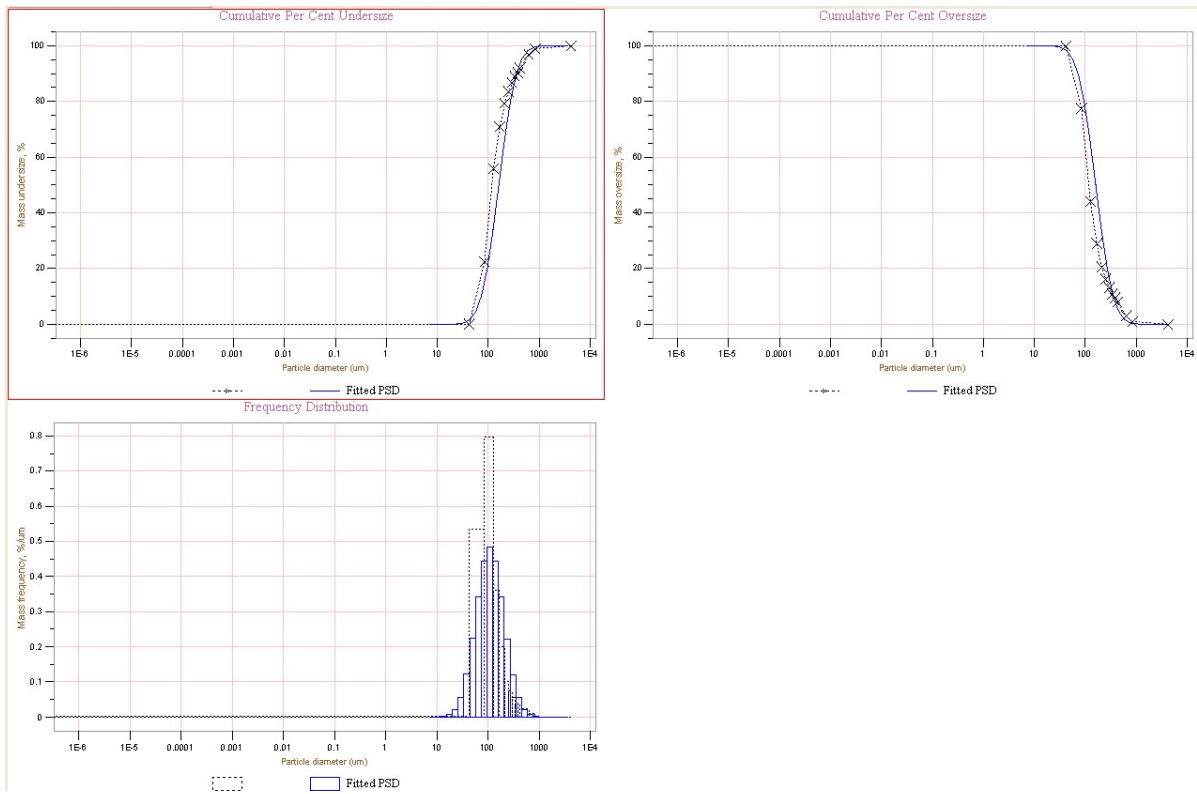 Cumulative Per Cent Undersize
Mass undersize, %
100
80
60
40
20
0
1E-6 1E-5 0.0001 0.001 0.01 0.1 1 10 100 1000 1E4
Particle diameter (um)
Fitted PSD
Cumulative Per Cent Oversize
Mass oversize, %
100
80
60
40
20
0
1E-6 1E-5 0.0001 0.001 0.01 0.1 1 10 100 1000 1E4
Particle diameter (um)
Fitted PSD
Frequency Distribution
Mass frequency, %/um
0.8
0.7
0.6
0.5
0.4
0.3
0.2
0.1
0
1E-6 1E-5 0.0001 0.001 0.01 0.1 1 10 100 1000 1E4
Particle diameter (um)
Fitted PSD